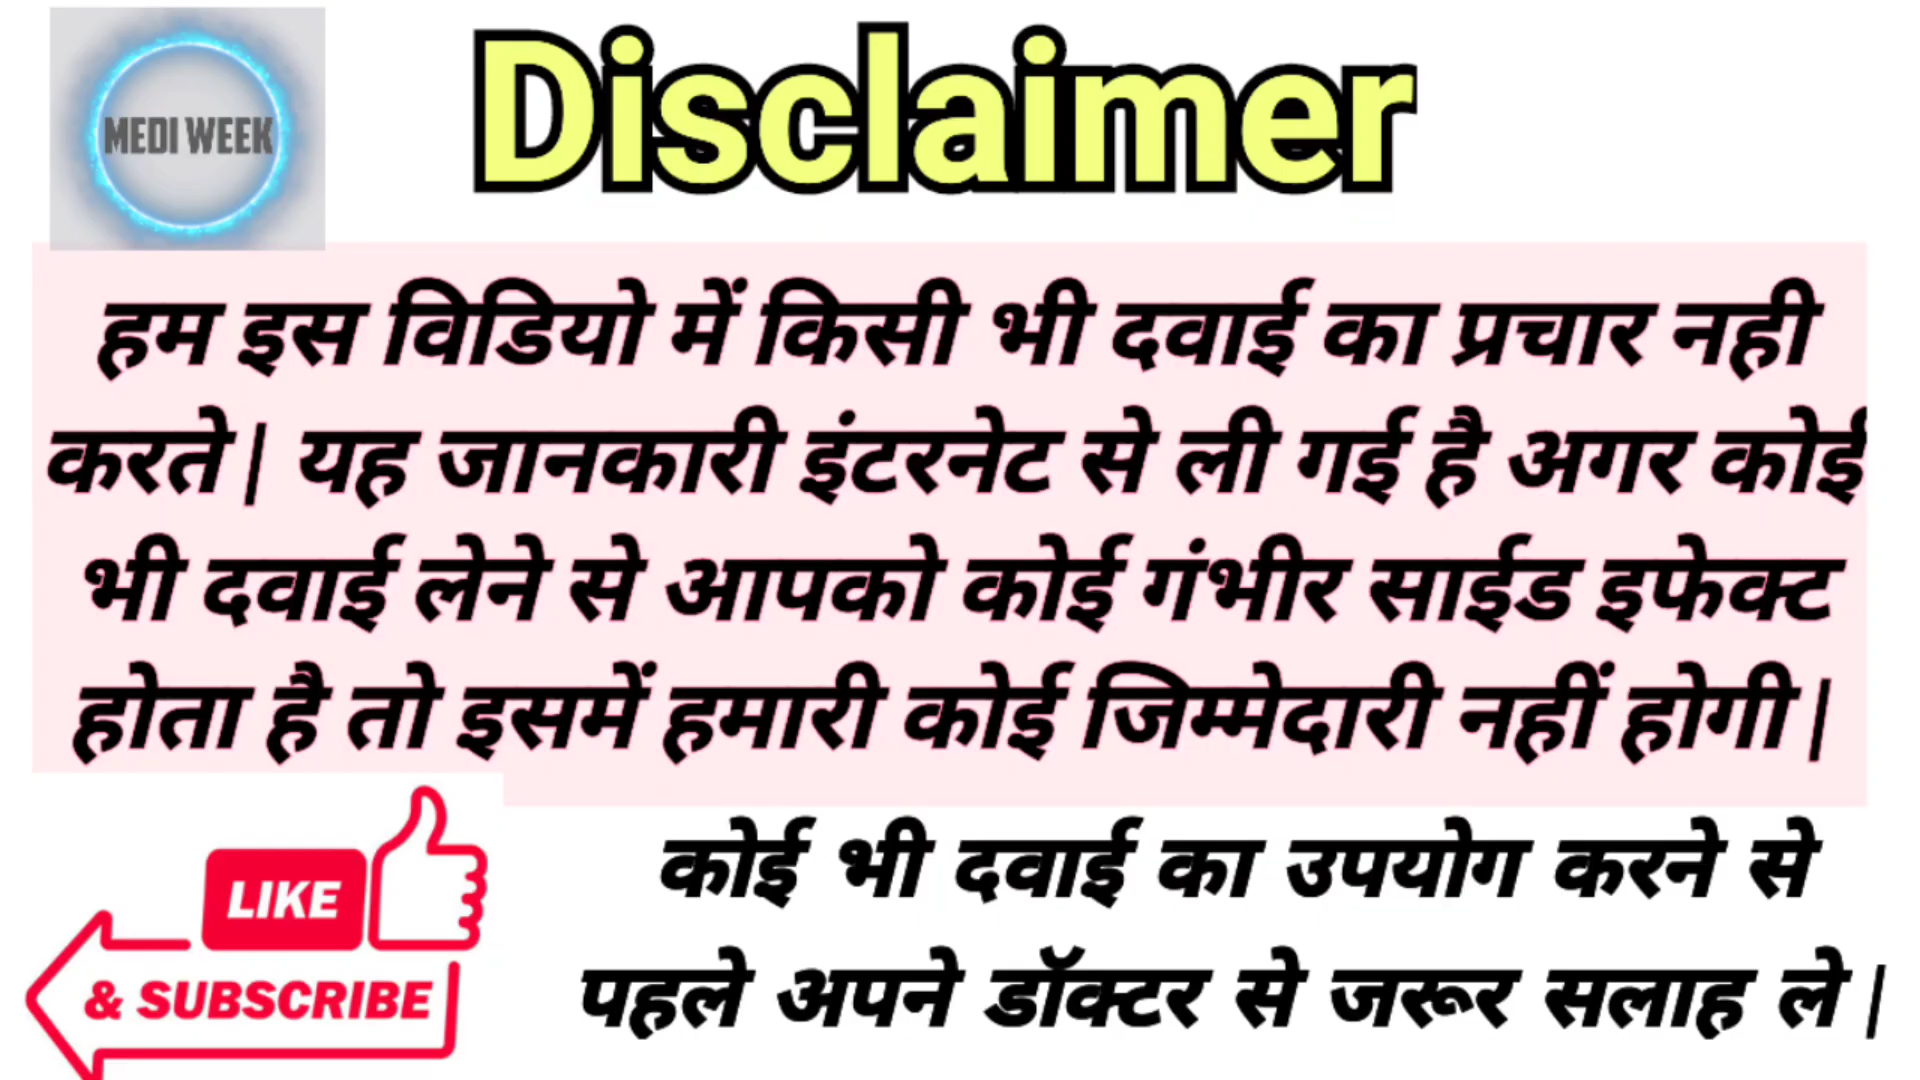 MEDI WEEK
Disclaimer
हम इस विडियो में किसी भी दवाई का प्रचार नही
करते| यह जानकारी इंटरनेट से ली गई है अगर कोई
भी दवाई लेने से आपको कोई गंभीर साईड इफेक्ट
होता है तो इसमें हमारी कोई जिम्मेदारी नहीं होगी|
कोई भी दवाई का उपयोग करने से
पहले अपने डॉक्टर से जरूर सलाह ले|
LIKE
& SUBSCRIBE